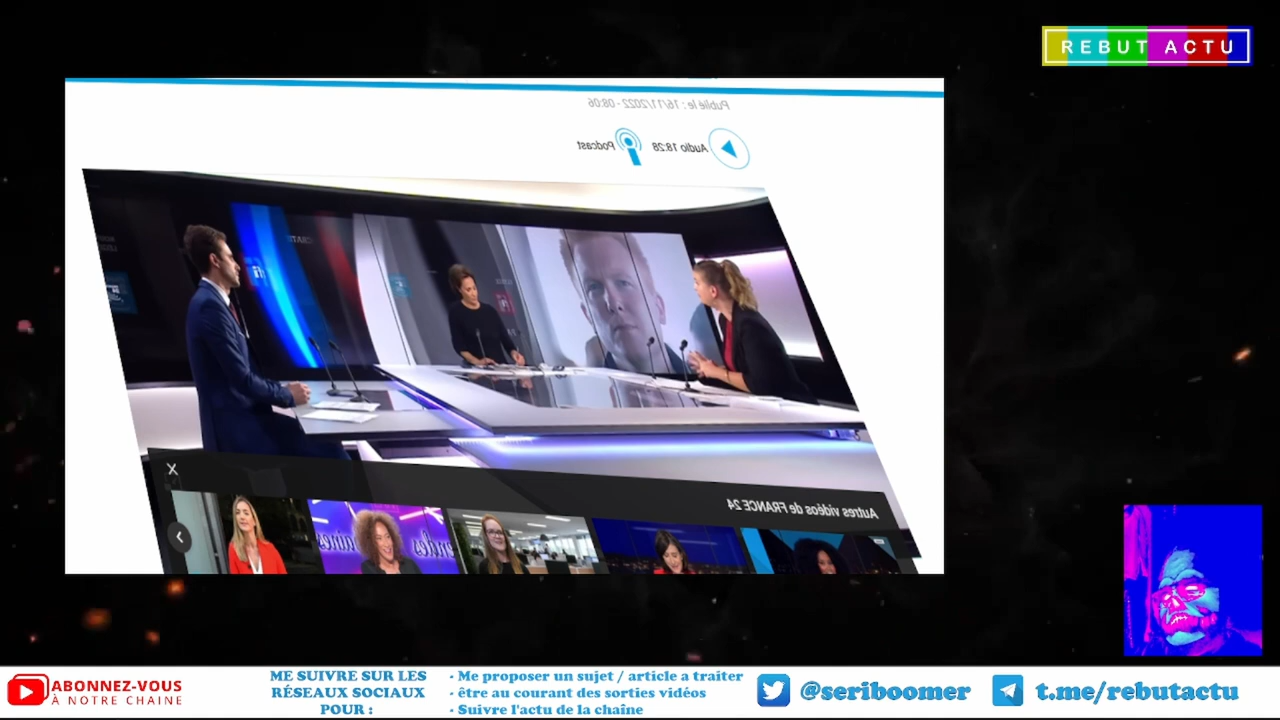 REBUT ACTU
Publié le : 16/11/2022 - 08:06
Audio 18:28 Podcast
Autres vidéos de FRANCE 24
ABONNEZ-VOUS
À NOTRE CHAINE
ME SUIVRE SUR LES
RÉSEAUX SOCIAUX
POUR :
- Me proposer un sujet / article a traiter
- être au courant des sorties vidéos
- Suivre l'actu de la chaîne
@seriboomer
t.me/rebutactu